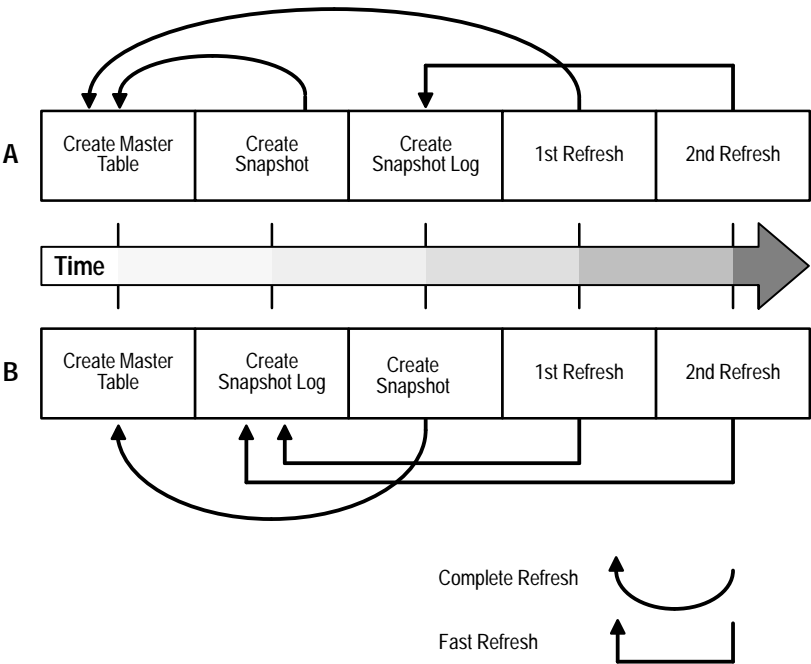 A
Create Master
Table
Create
Snapshot
Create
Snapshot Log
1st Refresh
2nd Refresh
Time
B
Create Master
Table
Create
Snapshot Log
Create
Snapshot
1st Refresh
2nd Refresh
Complete Refresh
Fast Refresh